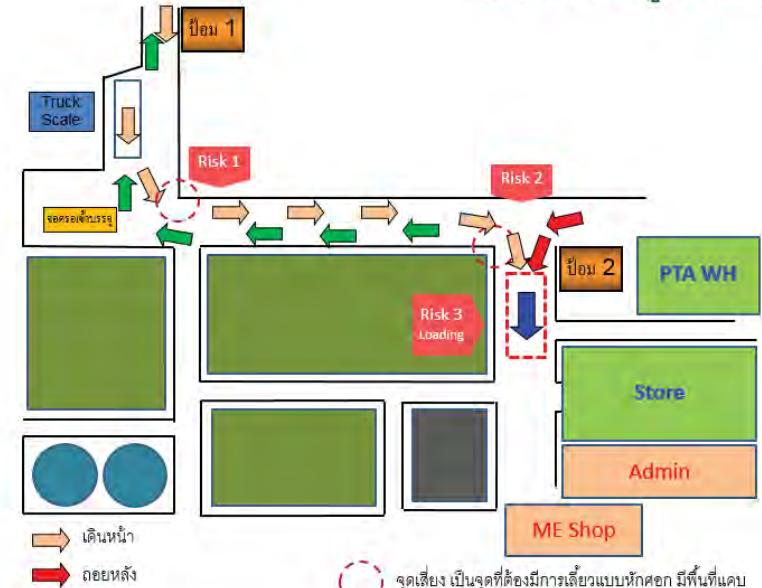 ป้อม 1
Truck
Scale
Risk 1
Risk 2
จอดรอเข้าบรรจุ
ป้อม 2
PTA WH
Risk 3
Loading
Store
Admin
ME Shop
เดินหน้า
ถอยหลัง
จุดเสี่ยง เป็นจุดที่ต้องมีการเลี้ยวแบบหักศอก มีพื้นที่แคบ